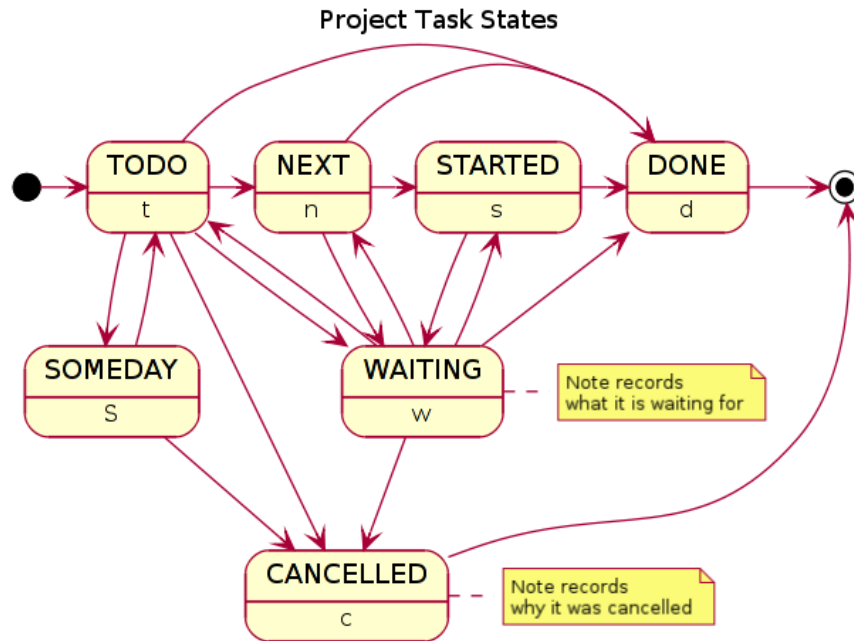 Project Task States
TODO
t
NEXT
n
STARTED
s
DONE
d
SOMEDAY
S
WAITING
w
Note records
what it is waiting for
CANCELLED
c
Note records
why it was cancelled